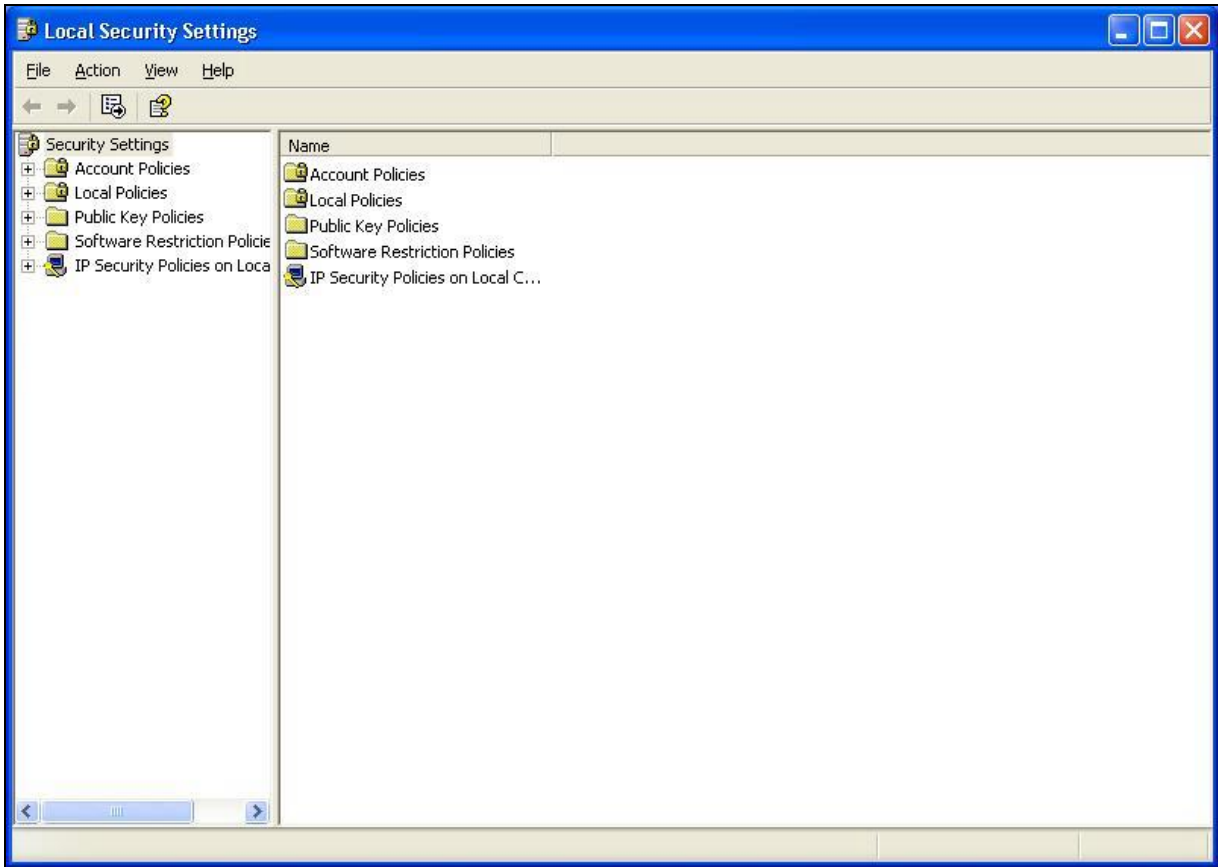 Local Security Settings
File Action View Help
Security Settings
Account Policies
Local Policies
Public Key Policies
Software Restriction Policie
IP Security Policies on Loca
Name
Account Policies
Local Policies
Public Key Policies
Software Restriction Policies
IP Security Policies on Local C...